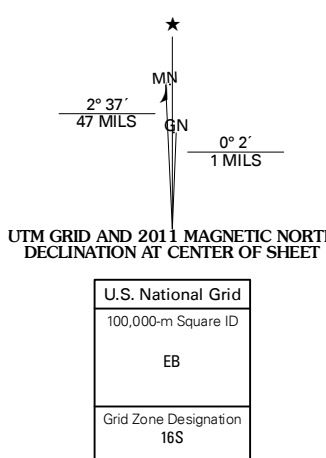 MN
GN
2° 37´
47 MILS
0° 2´
1 MILS
UTM GRID AND 2011 MAGNETIC NORTH
DECLINATION AT CENTER OF SHEET
U.S. National Grid
100,000-m Square ID
EB
Grid Zone Designation
16S